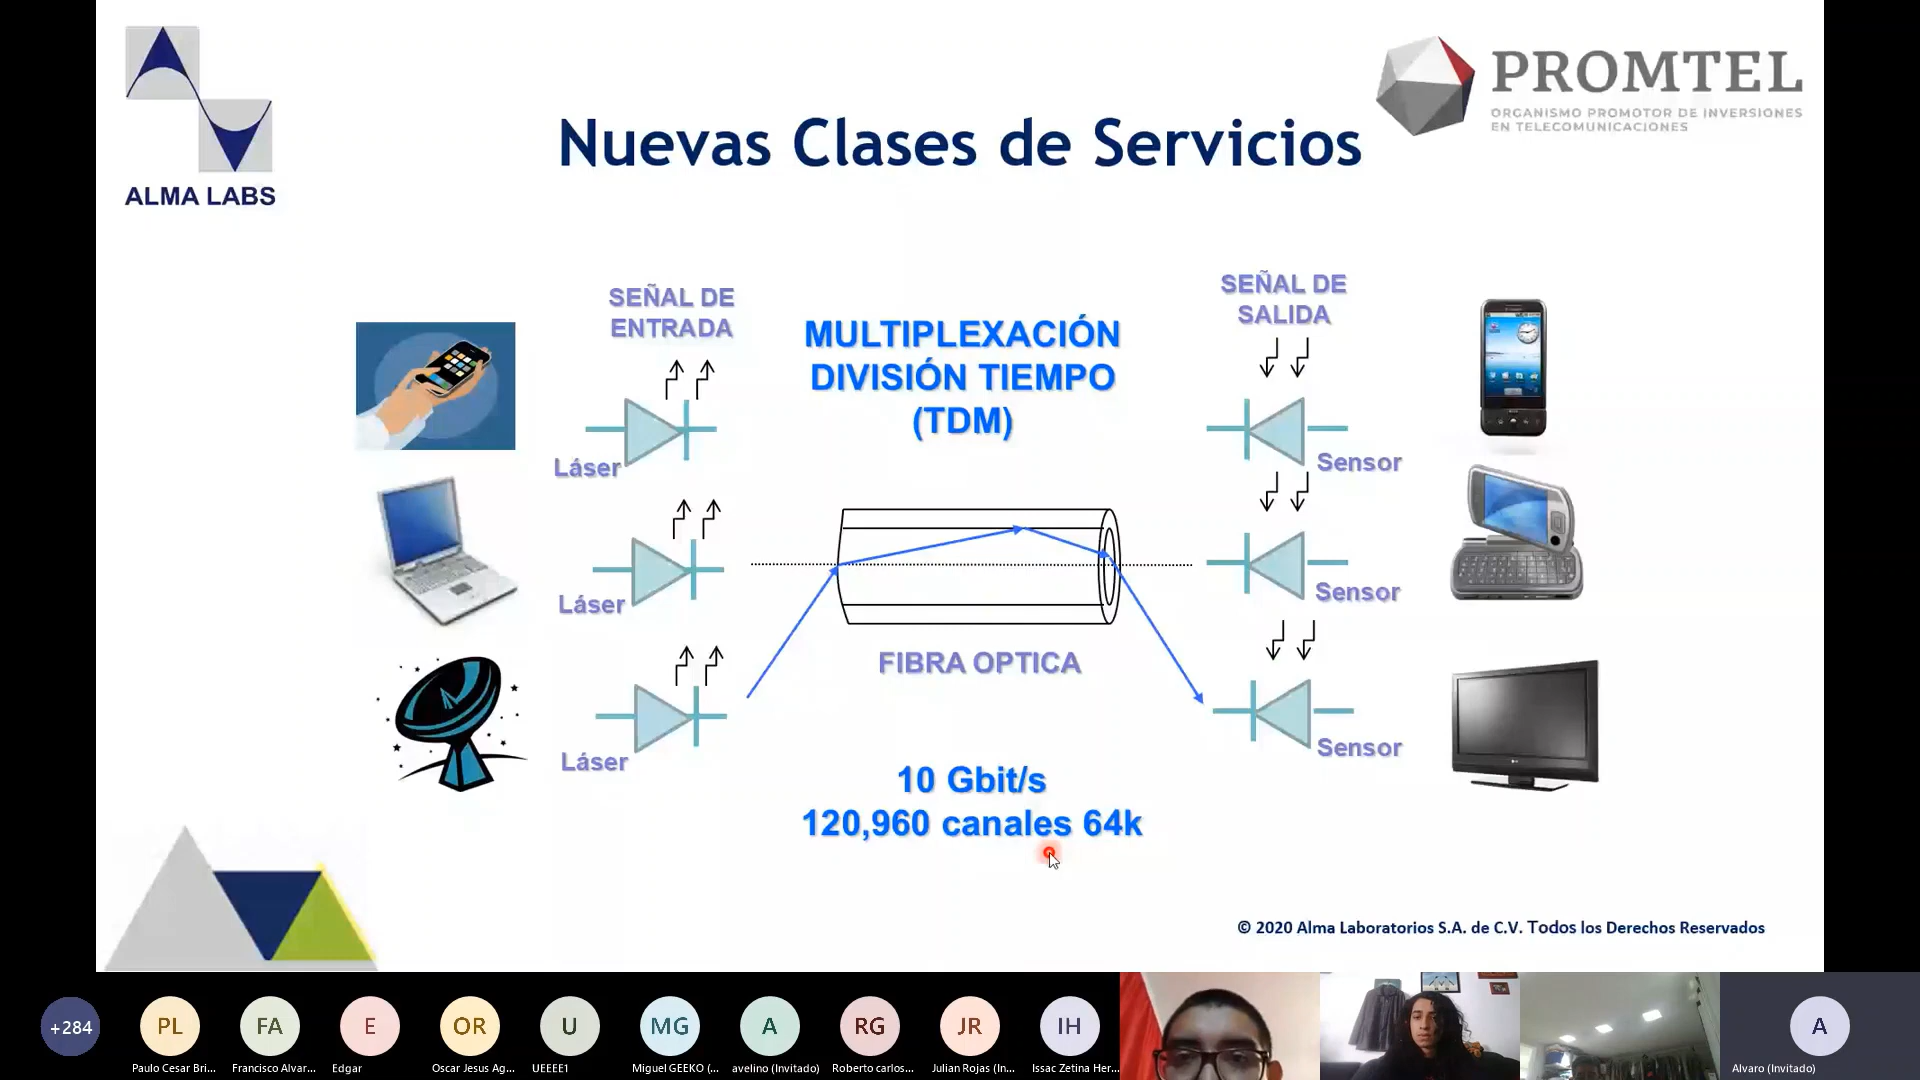 ALMA LABS
PROMTEL
ORGANISMO PROMOTOR DE INVERSIONES
EN TELECOMUNICACIONES
Nuevas Clases de Servicios
SEÑAL DE
ENTRADA
MULTIPLEXACIÓN
DIVISIÓN TIEMPO
(TDM)
SEÑAL DE
SALIDA
Láser
Sensor
Láser
Sensor
FIBRA OPTICA
Láser
Sensor
10 Gbit/s
120,960 canales 64k
© 2020 Alma Laboratorios S.A. de C.V. Todos los Derechos Reservados
+284
PL
FA
E
OR
U
MG
A
RG
JR
IH
A
Paulo Cesar Bri...
Francisco Alvar...
Edgar
Oscar Jesus Ag...
UEEEE1
Miguel GEEKO (...
avelino (Invitado)
Roberto carlos...
Julian Rojas (In...
Issac Zetina Her...
Alvaro (Invitado)